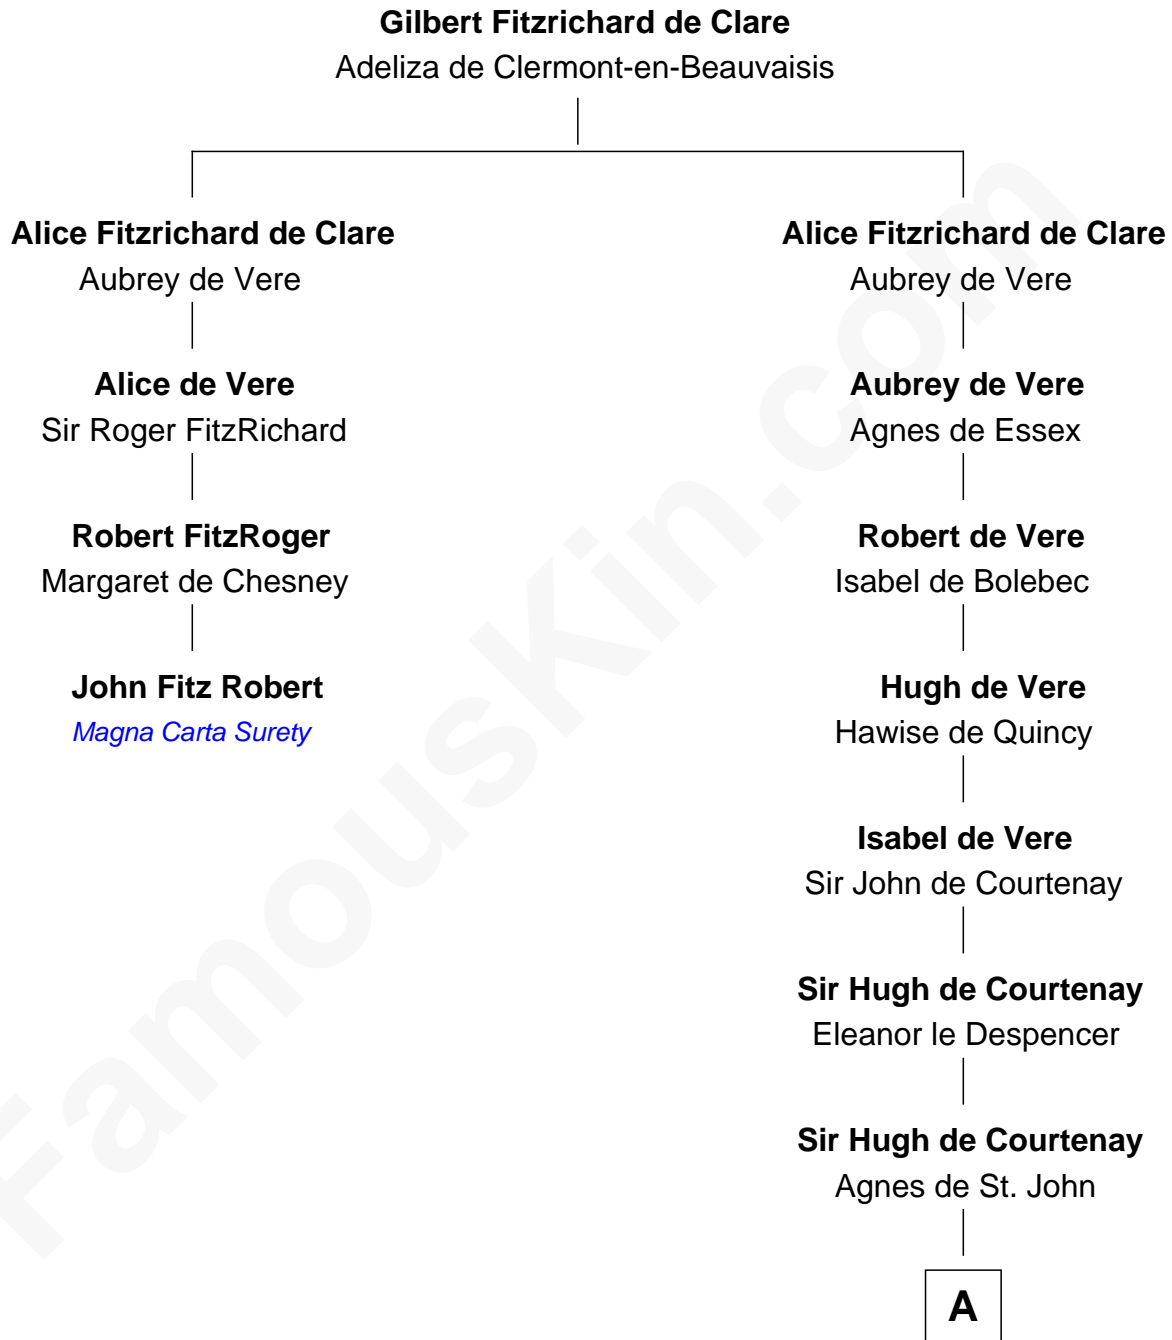 Gilbert Fitzrichard de Clare
Adeliza de Clermont-en-Beauvaisis
Alice Fitzrichard de Clare
Aubrey de Vere
Alice de Vere
Sir Roger FitzRichard
Robert FitzRoger
Margaret de Chesney
John Fitz Robert
Magna Carta Surety
Alice Fitzrichard de Clare
Aubrey de Vere
Aubrey de Vere
Agnes de Essex
Robert de Vere
Isabel de Bolebec
Hugh de Vere
Hawise de Quincy
Isabel de Vere
Sir John de Courtenay
Sir Hugh de Courtenay
Eleanor le Despencer
Sir Hugh de Courtenay
Agnes de St. John
A
FamousKin.com